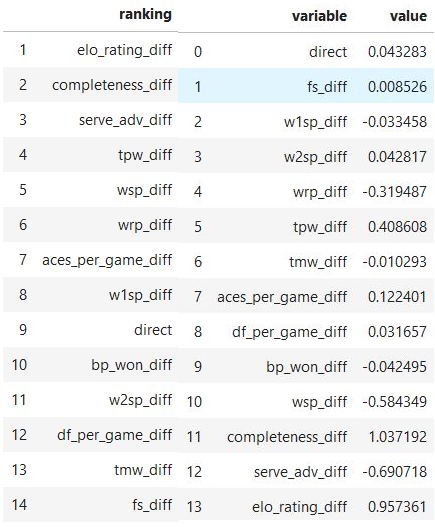 ranking variable value
1 elo_rating_diff 0 direct 0.043283
2 completeness_diff 1 fs_diff 0.008526
3 serve_adv_diff 2 w1sp_diff -0.033458
4 tpw_diff 3 w2sp_diff 0.042817
5 wsp_diff 4 wrp_diff -0.319487
6 wrp_diff 5 tpw_diff 0.408608
7 aces_per_game_diff 6 tmw_diff -0.010293
8 w1sp_diff 7 aces_per_game_diff 0.122401
9 direct 8 df_per_game_diff 0.031657
10 bp_won_diff 9 bp_won_diff -0.042495
11 w2sp_diff 10 wsp_diff -0.584349
12 df_per_game_diff 11 completeness_diff 1.037192
13 tmw_diff 12 serve_adv_diff -0.690718
14 fs_diff 13 elo_rating_diff 0.957361